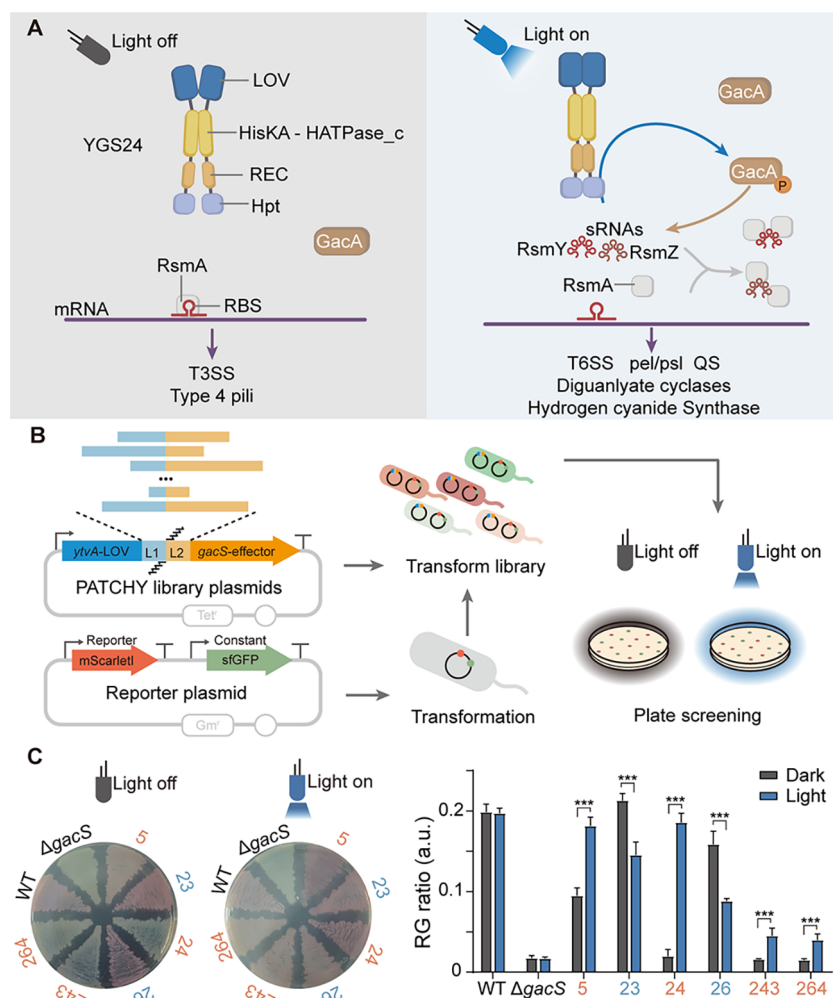 A
Light off
LOV
YGS24
HisKA - HATPase_c
REC
Hpt
GacA
RsmA
mRNA
RBS
T3SS
Type 4 pili
Light on
GacA
GacA
P
sRNAs
RsmY
RsmZ
RsmA
T6SS pel/psl QS
Diguanlyate cyclases
Hydrogen cyanide Synthase
B
ytvA-LOV
L1
L2
gacS-effector
PATCHY library plasmids
Tetʳ
Reporter
Constant
mScarletI
sfGFP
Reporter plasmid
Gmʳ
Transform library
Transformation
Light off
Light on
Plate screening
C
Light off
ΔgacS
5
WT
23
264
24
243
26
Light on
ΔgacS
5
WT
23
264
24
243
26
RG ratio (a.u.)
0.2
0.1
0
Dark
Light
***
***
***
***
***
***
WT
ΔgacS
5
23
24
26
243
264